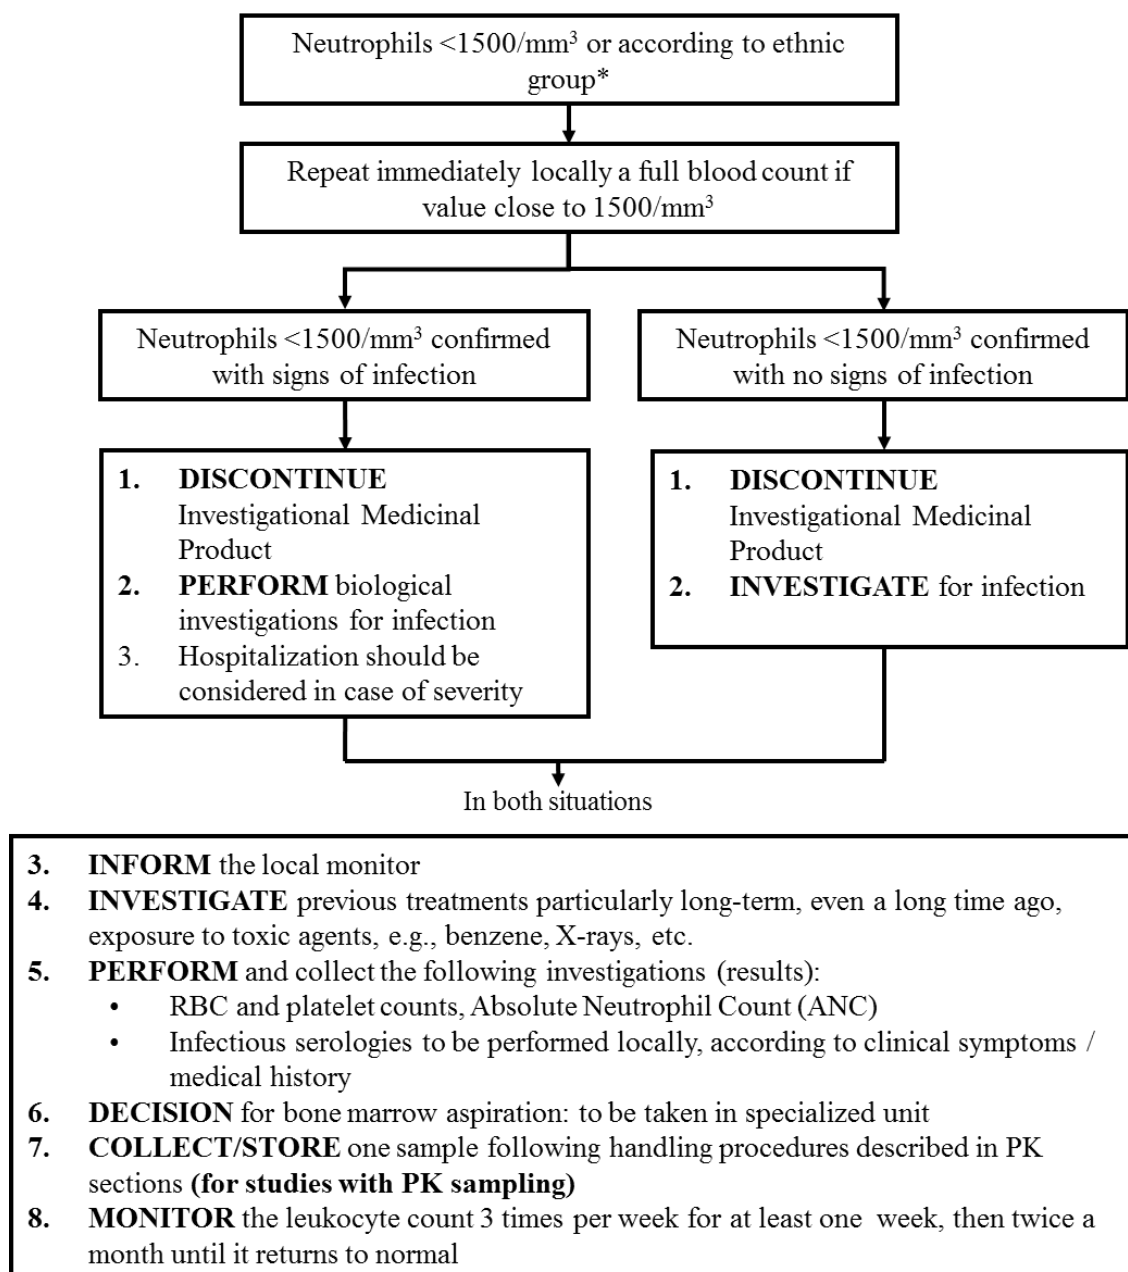 Neutrophils <1500/mm³ or according to ethnic
group*
Repeat immediately locally a full blood count if
value close to 1500/mm³
Neutrophils <1500/mm³ confirmed
with signs of infection
Neutrophils <1500/mm³ confirmed
with no signs of infection
1. DISCONTINUE
Investigational Medicinal
Product
2. PERFORM biological
investigations for infection
3. Hospitalization should be
considered in case of severity
1. DISCONTINUE
Investigational Medicinal
Product
2. INVESTIGATE for infection
In both situations
3. INFORM the local monitor
4. INVESTIGATE previous treatments particularly long-term, even a long time ago,
exposure to toxic agents, e.g., benzene, X-rays, etc.
5. PERFORM and collect the following investigations (results):
• RBC and platelet counts, Absolute Neutrophil Count (ANC)
• Infectious serologies to be performed locally, according to clinical symptoms /
medical history
6. DECISION for bone marrow aspiration: to be taken in specialized unit
7. COLLECT/STORE one sample following handling procedures described in PK
sections (for studies with PK sampling)
8. MONITOR the leukocyte count 3 times per week for at least one week, then twice a
month until it returns to normal